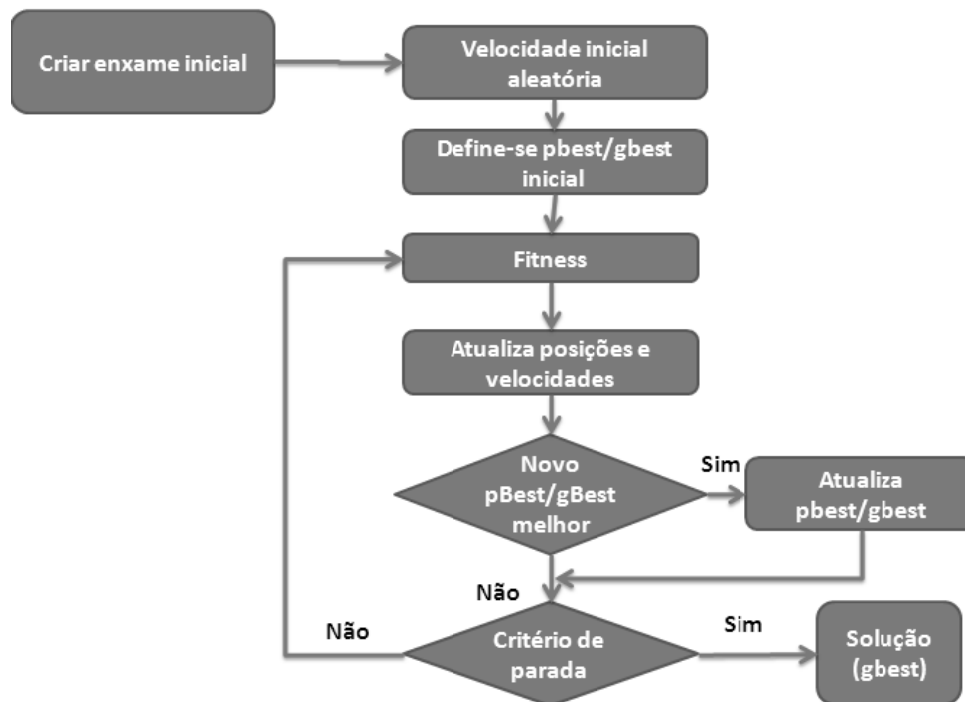 Criar enxame inicial
Velocidade inicial
aleatória
Define-se pbest/gbest
inicial
Fitness
Atualiza posições e
velocidades
Novo
pBest/gBest
melhor
Sim
Atualiza
pbest/gbest
Não
Não
Critério de
parada
Sim
Solução
(gbest)